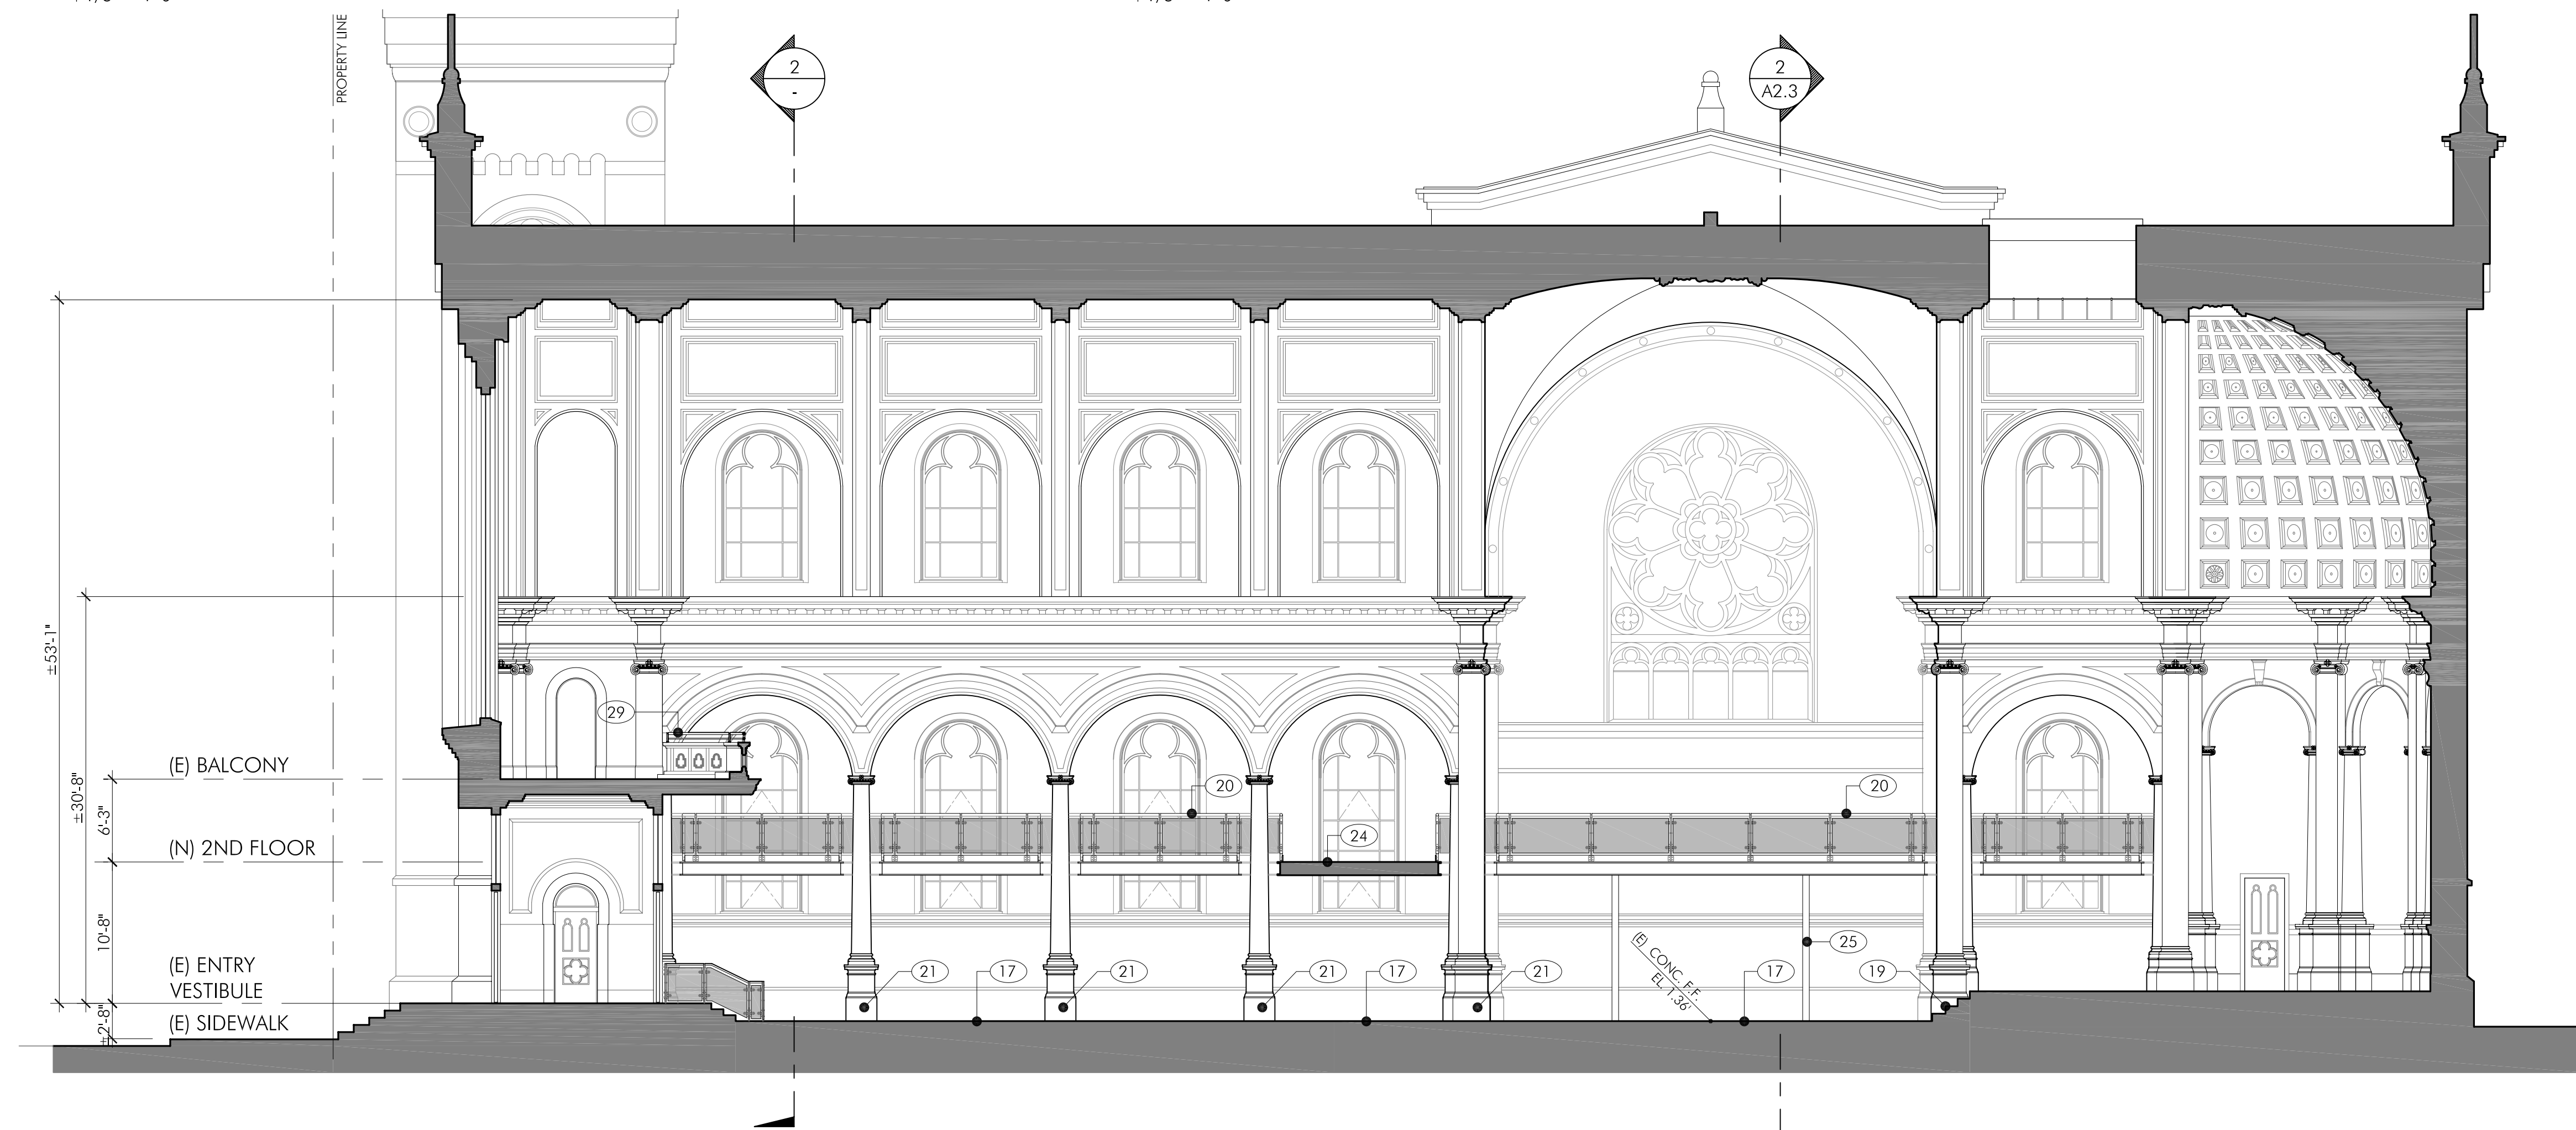 PROPERTY LINE
2
-
2
A2.3
±53'-1"
±30'-8"
29
(E) BALCONY
6'-3"
20
20
24
(N) 2ND FLOOR
10'-8"
25
(E) CONC. F.F.
EL. 1.36'
(E) ENTRY
VESTIBULE
21
17
21
21
17
21
17
19
(E) SIDEWALK
±2'-8"